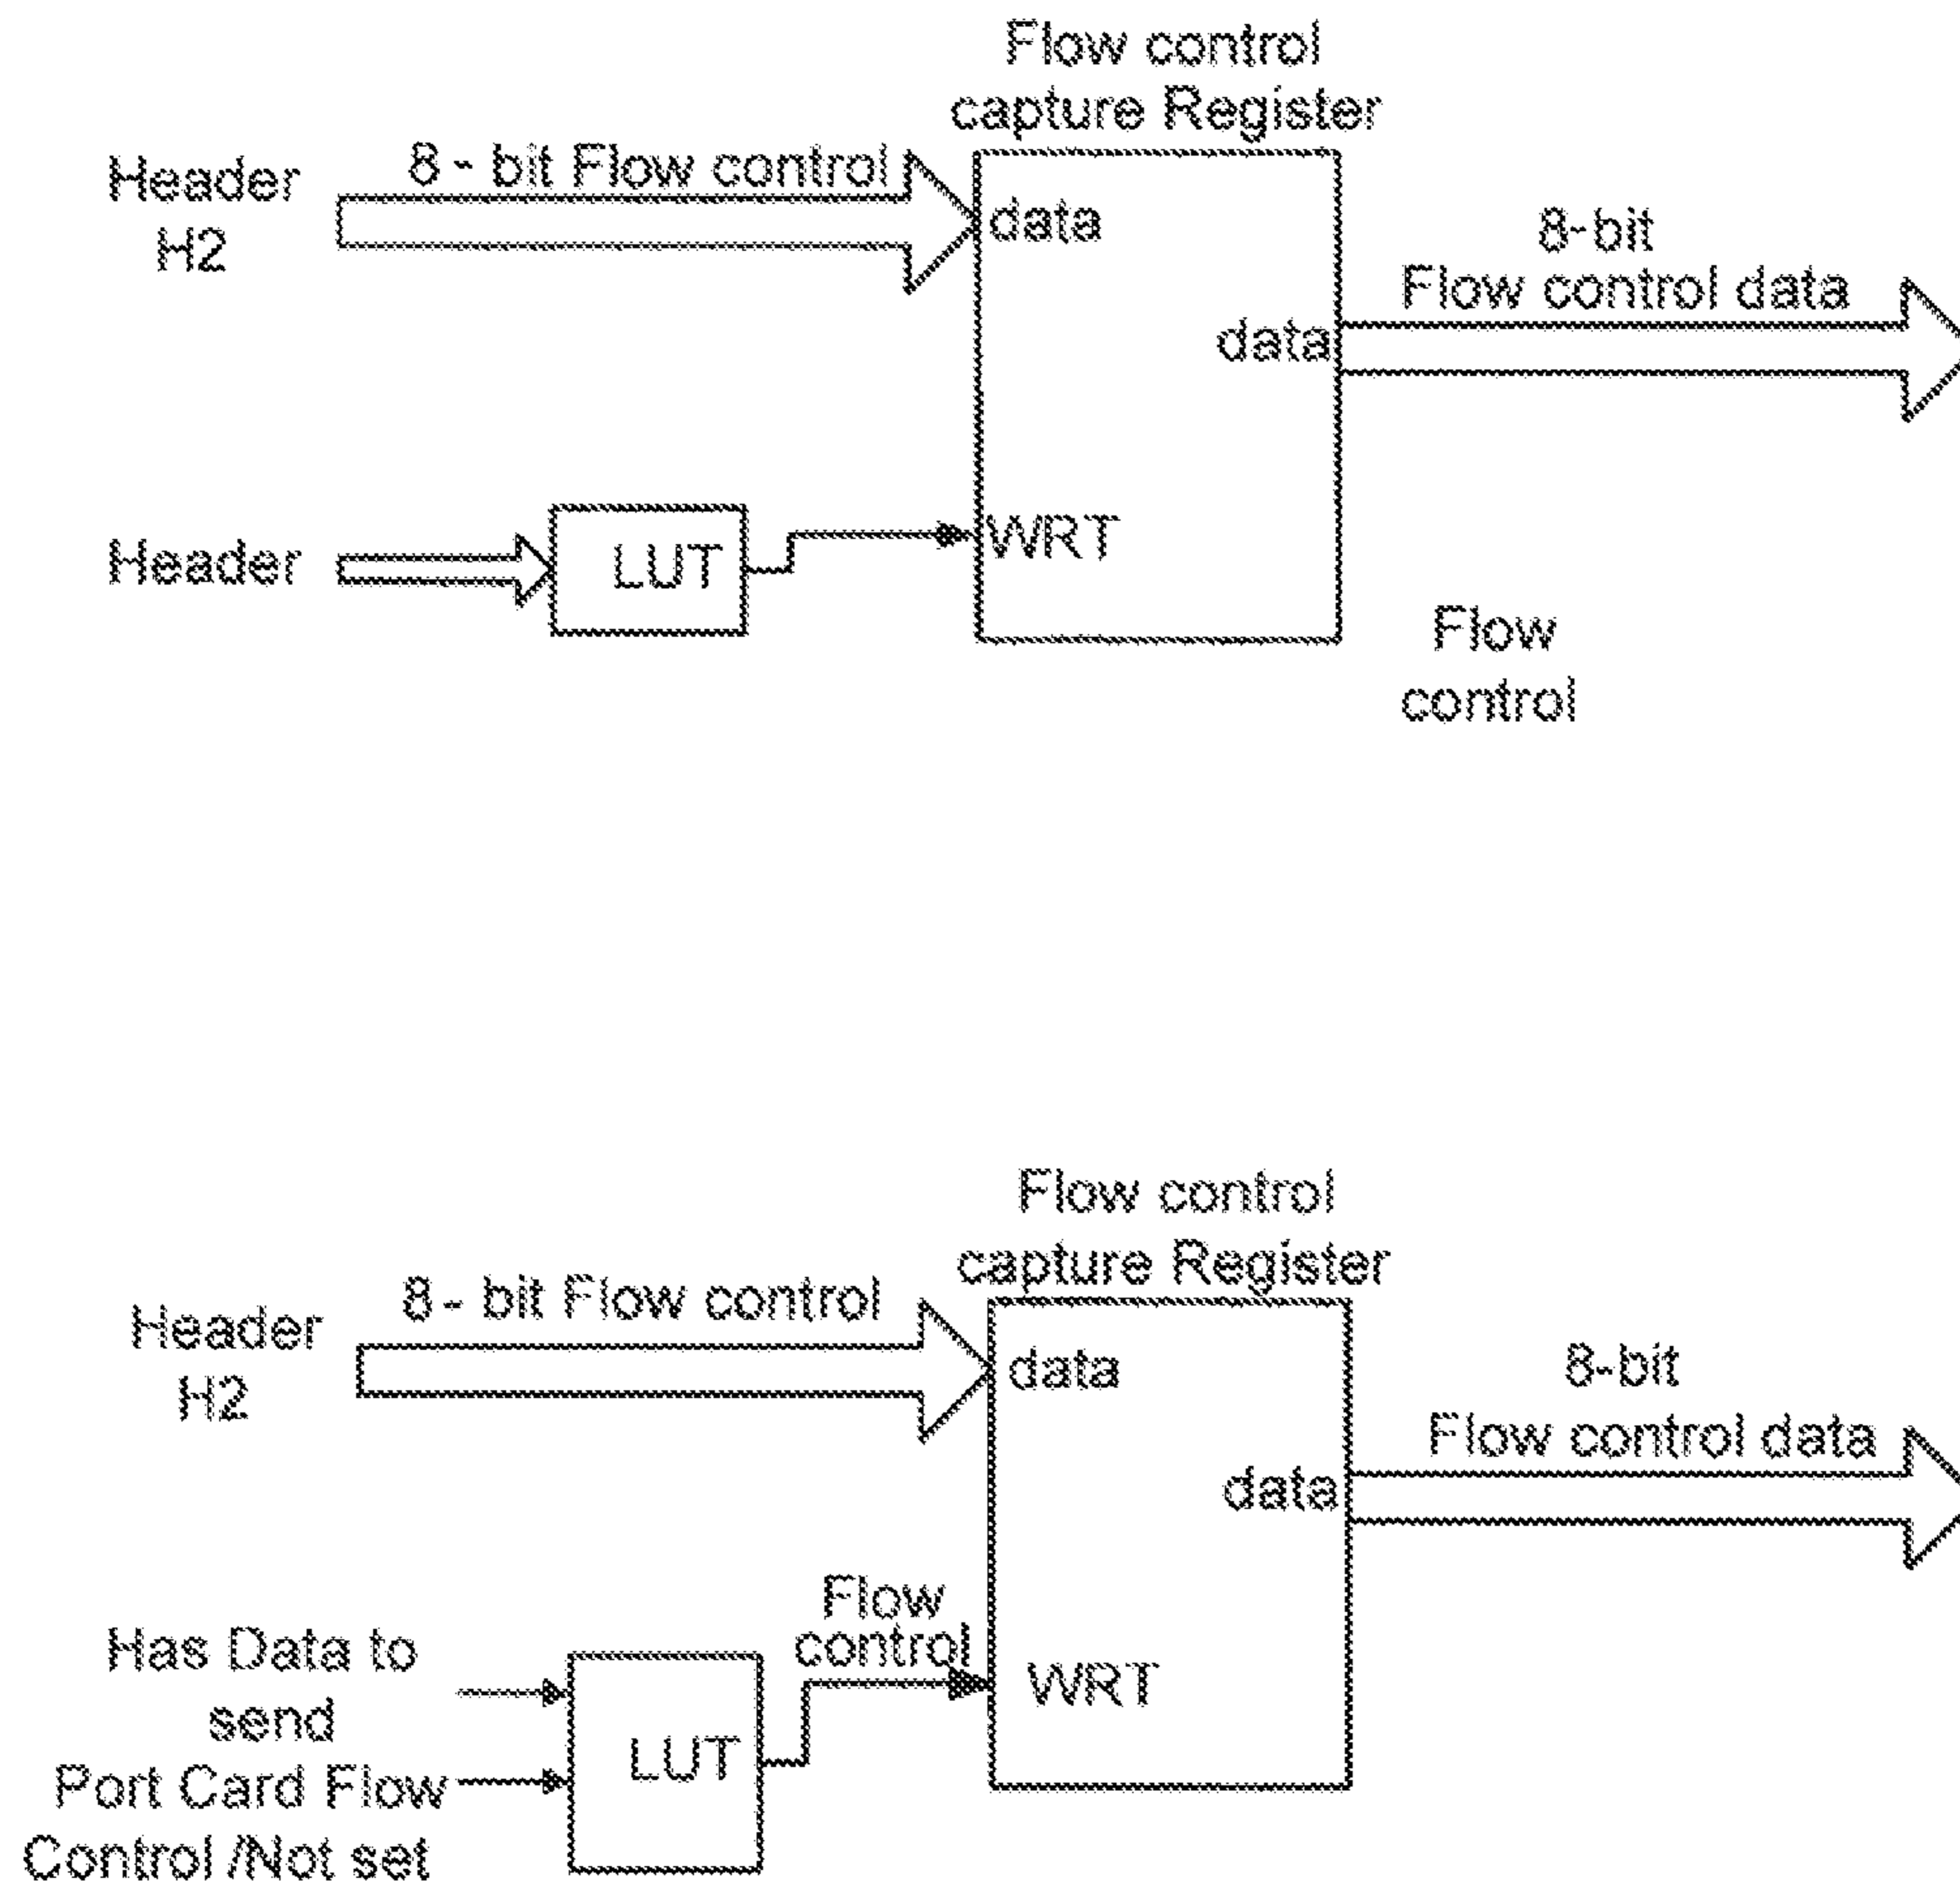 Flow control
capture Register
Header
H2
8 - bit Flow control
data
8-bit
Flow control data
data
Header
LUT
WRT
Flow
control
Flow control
capture Register
Header
H2
8 - bit Flow control
data
8-bit
Flow control data
data
Flow
control
Has Data to
send
WRT
LUT
Port Card Flow
Control /Not set